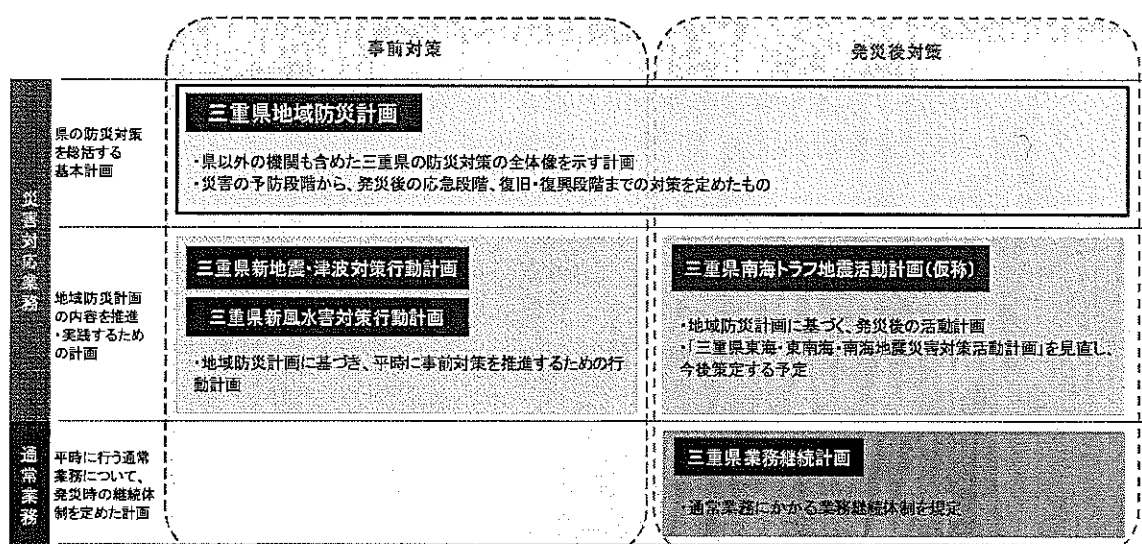 事前対策
発災後対策
災害対応業務
県の防災対策
を総括する
基本計画
三重県地域防災計画
・県以外の機関も含めた三重県の防災対策の全体像を示す計画
・災害の予防段階から、発災後の応急段階、復旧・復興段階までの対策を定めたもの
地域防災計画
の内容を推進
・実践するため
の計画
三重県新地震・津波対策行動計画
三重県新風水害対策行動計画
・地域防災計画に基づき、平時に事前対策を推進するための行
動計画
三重県南海トラフ地震活動計画(仮称)
・地域防災計画に基づく、発災後の活動計画
・「三重県東海・東南海・南海地震災害対策活動計画」を見直し、
今後策定する予定
通常業務
平時に行う通常
業務について、
発災時の継続体
制を定めた計画
三重県業務継続計画
・通常業務にかかる業務継続体制を規定